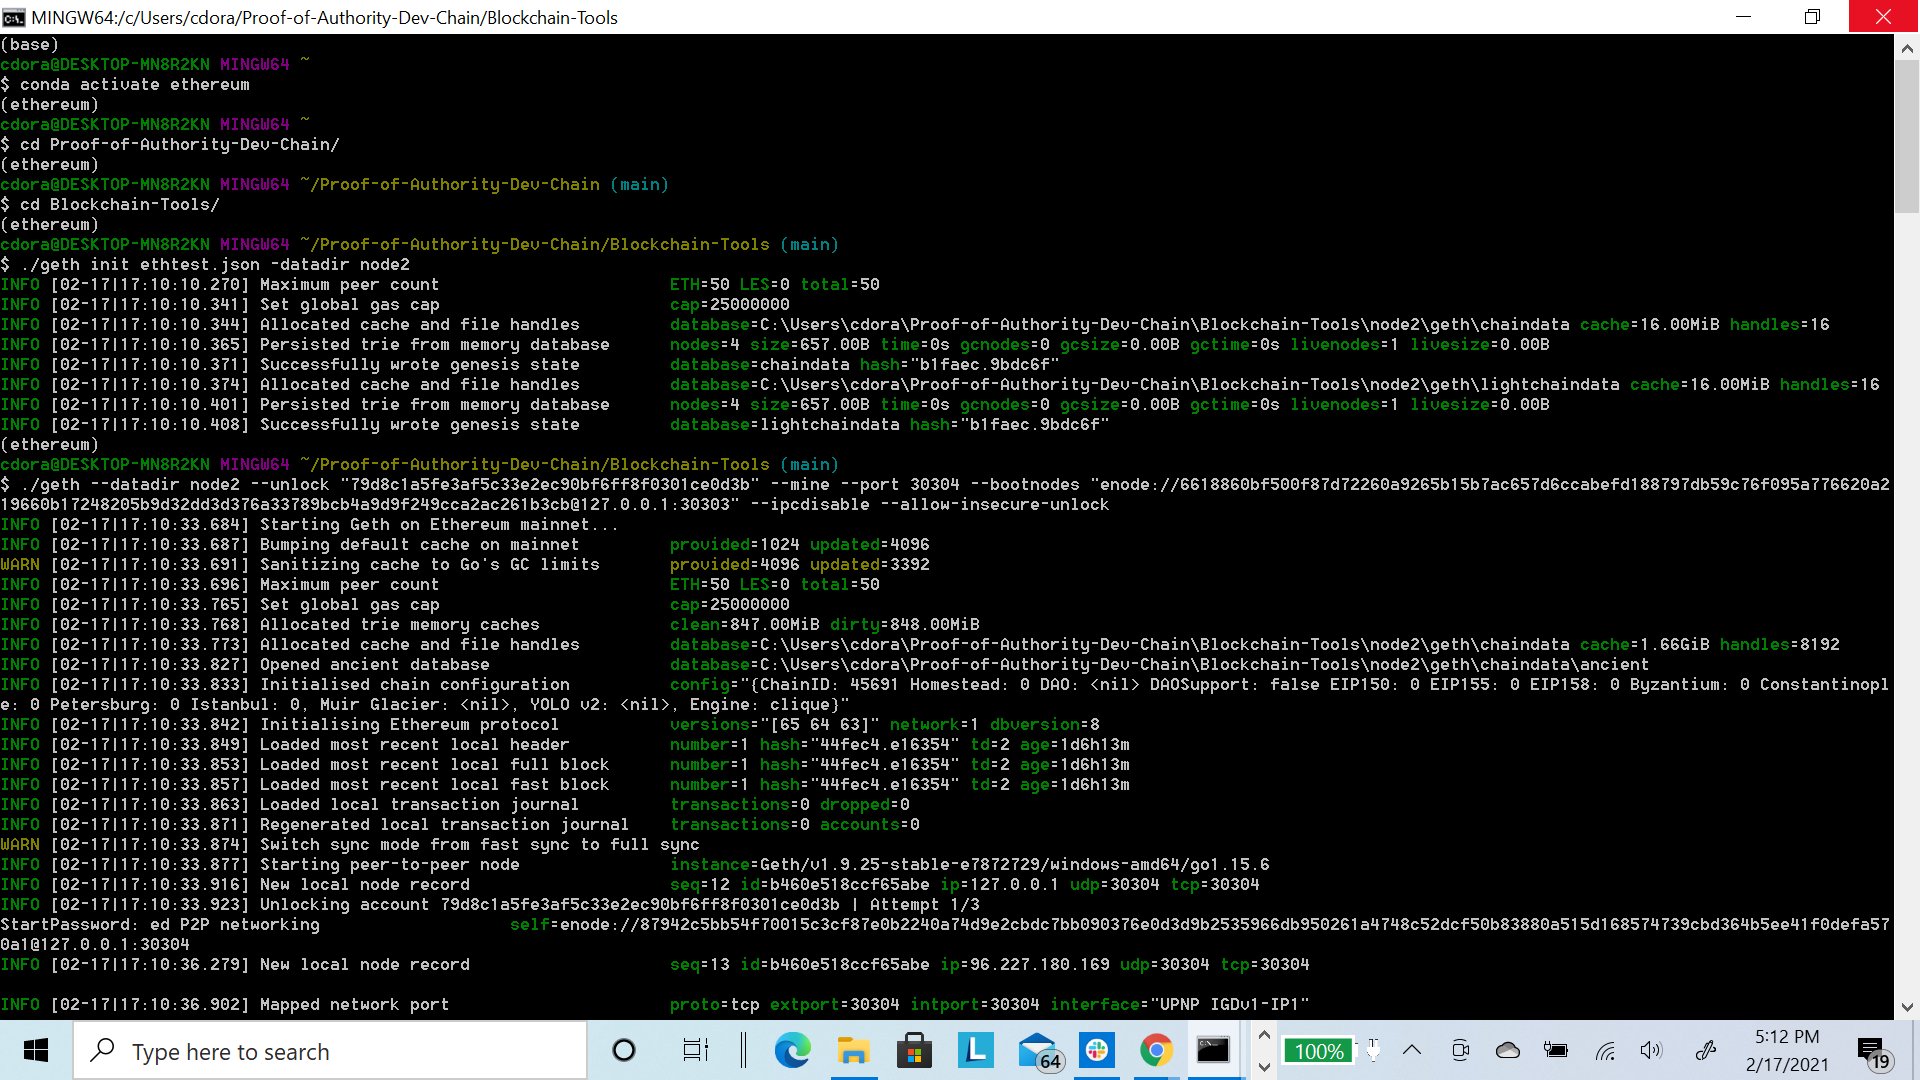 MINGW64:/c/Users/cdora/Proof-of-Authority-Dev-Chain/Blockchain-Tools
(base)
cdora@DESKTOP-MN8R2KN MINGW64 ~
$ conda activate ethereum
(ethereum)
cdora@DESKTOP-MN8R2KN MINGW64 ~
$ cd Proof-of-Authority-Dev-Chain/
(ethereum)
cdora@DESKTOP-MN8R2KN MINGW64 ~/Proof-of-Authority-Dev-Chain (main)
$ cd Blockchain-Tools/
(ethereum)
cdora@DESKTOP-MN8R2KN MINGW64 ~/Proof-of-Authority-Dev-Chain/Blockchain-Tools (main)
$ ./geth init ethtest.json -datadir node2
INFO [02-17|17:10:10.270] Maximum peer count ETH=50 LES=0 total=50
INFO [02-17|17:10:10.341] Set global gas cap cap=25000000
INFO [02-17|17:10:10.344] Allocated cache and file handles database=C:\Users\cdora\Proof-of-Authority-Dev-Chain\Blockchain-Tools\node2\geth\chaindata cache=16.00MiB handles=16
INFO [02-17|17:10:10.365] Persisted trie from memory database nodes=4 size=657.00B time=0s gcnodes=0 gcsize=0.00B gctime=0s livenodes=1 livesize=0.00B
INFO [02-17|17:10:10.371] Successfully wrote genesis state database=chaindata hash="b1faec.9bdc6f"
INFO [02-17|17:10:10.374] Allocated cache and file handles database=C:\Users\cdora\Proof-of-Authority-Dev-Chain\Blockchain-Tools\node2\geth\lightchaindata cache=16.00MiB handles=16
INFO [02-17|17:10:10.401] Persisted trie from memory database nodes=4 size=657.00B time=0s gcnodes=0 gcsize=0.00B gctime=0s livenodes=1 livesize=0.00B
INFO [02-17|17:10:10.408] Successfully wrote genesis state database=lightchaindata hash="b1faec.9bdc6f"
(ethereum)
cdora@DESKTOP-MN8R2KN MINGW64 ~/Proof-of-Authority-Dev-Chain/Blockchain-Tools (main)
$ ./geth --datadir node2 --unlock "79d8c1a5fe3af5c33e2ec90bf6ff8f0301ce0d3b" --mine --port 30304 --bootnodes "enode://6618860bf500f87d72260a9265b15b7ac657d6ccabefd188797db59c76f095a776620a2
19660b17248205b9d32dd3d376a33789bcb4a9d9f249cca2ac261b3cb@127.0.0.1:30303" --ipcdisable --allow-insecure-unlock
INFO [02-17|17:10:33.684] Starting Geth on Ethereum mainnet...
INFO [02-17|17:10:33.687] Bumping default cache on mainnet provided=1024 updated=4096
WARN [02-17|17:10:33.691] Sanitizing cache to Go's GC limits provided=4096 updated=3392
INFO [02-17|17:10:33.696] Maximum peer count ETH=50 LES=0 total=50
INFO [02-17|17:10:33.765] Set global gas cap cap=25000000
INFO [02-17|17:10:33.768] Allocated trie memory caches clean=847.00MiB dirty=848.00MiB
INFO [02-17|17:10:33.773] Allocated cache and file handles database=C:\Users\cdora\Proof-of-Authority-Dev-Chain\Blockchain-Tools\node2\geth\chaindata cache=1.66GiB handles=8192
INFO [02-17|17:10:33.827] Opened ancient database database=C:\Users\cdora\Proof-of-Authority-Dev-Chain\Blockchain-Tools\node2\geth\chaindata\ancient
INFO [02-17|17:10:33.833] Initialised chain configuration config="{ChainID: 45691 Homestead: 0 DAO: <nil> DAOSupport: false EIP150: 0 EIP155: 0 EIP158: 0 Byzantium: 0 Constantinopl
e: 0 Petersburg: 0 Istanbul: 0, Muir Glacier: <nil>, YOLO v2: <nil>, Engine: clique}"
INFO [02-17|17:10:33.842] Initialising Ethereum protocol versions="[65 64 63]" network=1 dbversion=8
INFO [02-17|17:10:33.849] Loaded most recent local header number=1 hash="44fec4.e16354" td=2 age=1d6h13m
INFO [02-17|17:10:33.853] Loaded most recent local full block number=1 hash="44fec4.e16354" td=2 age=1d6h13m
INFO [02-17|17:10:33.857] Loaded most recent local fast block number=1 hash="44fec4.e16354" td=2 age=1d6h13m
INFO [02-17|17:10:33.863] Loaded local transaction journal transactions=0 dropped=0
INFO [02-17|17:10:33.871] Regenerated local transaction journal transactions=0 accounts=0
WARN [02-17|17:10:33.874] Switch sync mode from fast sync to full sync
INFO [02-17|17:10:33.877] Starting peer-to-peer node instance=Geth/v1.9.25-stable-e7872729/windows-amd64/go1.15.6
INFO [02-17|17:10:33.916] New local node record seq=12 id=b460e518ccf65abe ip=127.0.0.1 udp=30304 tcp=30304
INFO [02-17|17:10:33.923] Unlocking account 79d8c1a5fe3af5c33e2ec90bf6ff8f0301ce0d3b | Attempt 1/3
StartPassword: ed P2P networking self=enode://87942c5bb54f70015c3cf87e0b2240a74d9e2cbdc7bb090376e0d3d9b2535966db950261a4748c52dcf50b83880a515d168574739cbd364b5ee41f0defa57
0a1@127.0.0.1:30304
INFO [02-17|17:10:36.279] New local node record seq=13 id=b460e518ccf65abe ip=96.227.180.169 udp=30304 tcp=30304
INFO [02-17|17:10:36.902] Mapped network port proto=tcp extport=30304 intport=30304 interface="UPNP IGDv1-IP1"
Type here to search
L
64
100%
5:12 PM
2/17/2021
19